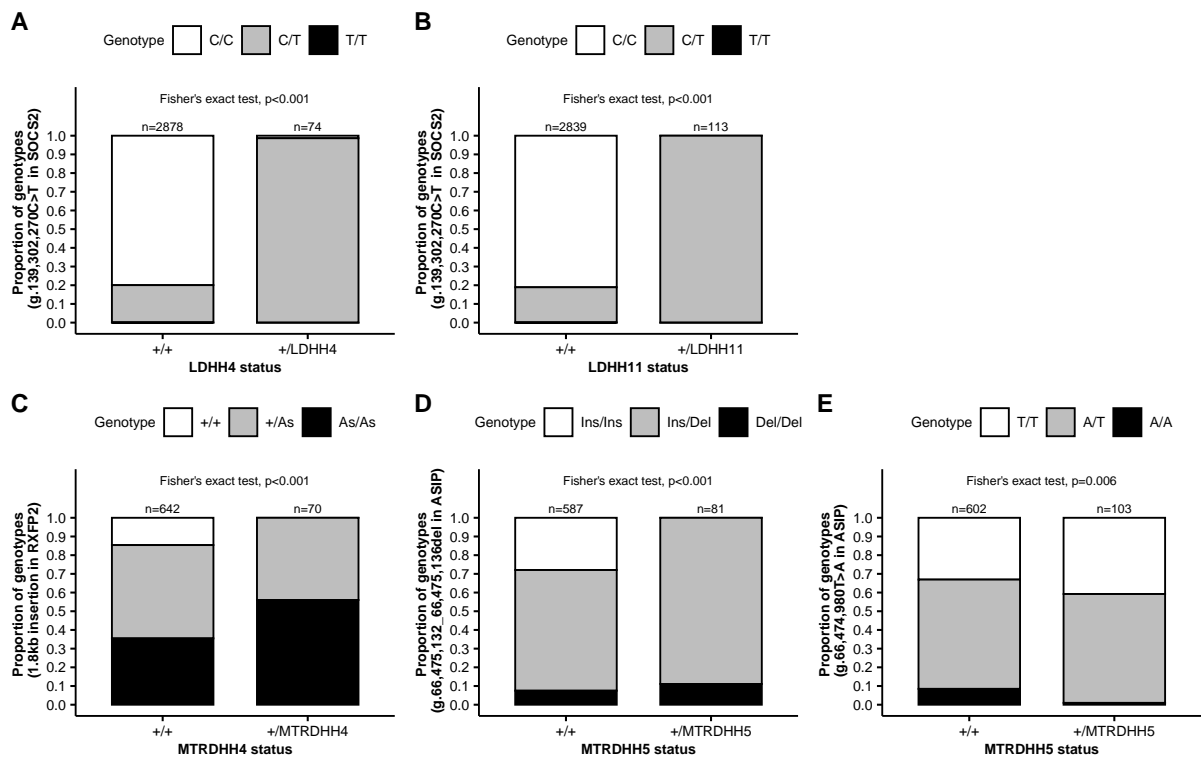 A
Genotype C/C C/T T/T
Fisher's exact test, p<0.001
n=2878 n=74
1.0
0.9
0.8
0.7
0.6
0.5
0.4
0.3
0.2
0.1
0.0
Proportion of genotypes
(g.139,302,270C>T in SOCS2)
+/+ +/LDHH4
LDHH4 status
B
Genotype C/C C/T T/T
Fisher's exact test, p<0.001
n=2839 n=113
1.0
0.9
0.8
0.7
0.6
0.5
0.4
0.3
0.2
0.1
0.0
Proportion of genotypes
(g.139,302,270C>T in SOCS2)
+/+ +/LDHH11
LDHH11 status
C
Genotype +/+ +/As As/As
Fisher's exact test, p<0.001
n=642 n=70
1.0
0.9
0.8
0.7
0.6
0.5
0.4
0.3
0.2
0.1
0.0
Proportion of genotypes
(1.8kb insertion in RXFP2)
+/+ +/MTRDHH4
MTRDHH4 status
D
Genotype Ins/Ins Ins/Del Del/Del
Fisher's exact test, p<0.001
n=587 n=81
1.0
0.9
0.8
0.7
0.6
0.5
0.4
0.3
0.2
0.1
0.0
Proportion of genotypes
(g.66,475,132_66,475,136del in ASIP)
+/+ +/MTRDHH5
MTRDHH5 status
E
Genotype T/T A/T A/A
Fisher's exact test, p=0.006
n=602 n=103
1.0
0.9
0.8
0.7
0.6
0.5
0.4
0.3
0.2
0.1
0.0
Proportion of genotypes
(g.66,474,980T>A in ASIP)
+/+ +/MTRDHH5
MTRDHH5 status